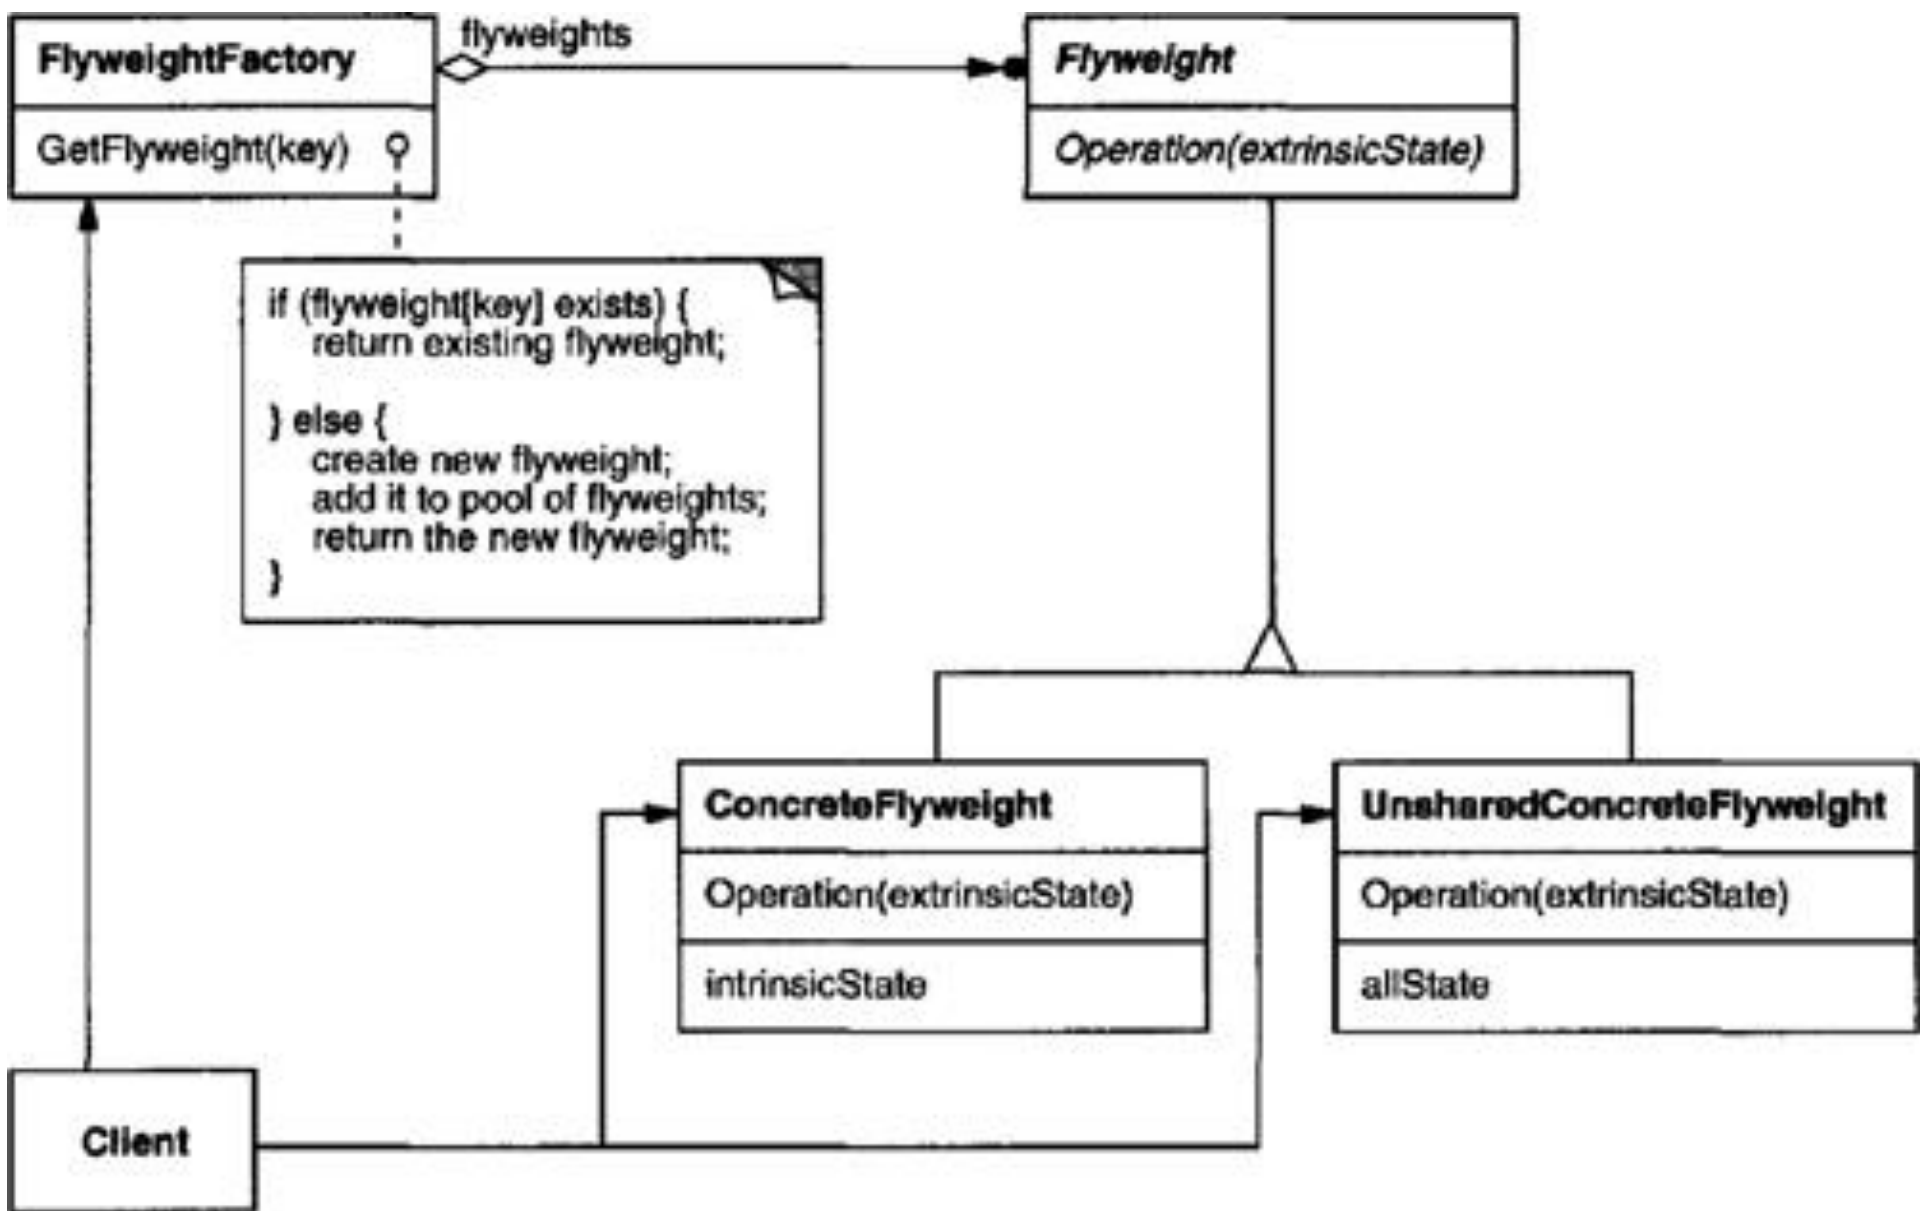 FlyweightFactory
flyweights
Flyweight
GetFlyweight(key)
Operation(extrinsicState)
if (flyweight[key] exists) {
return existing flyweight;
} else {
create new flyweight;
add it to pool of flyweights;
return the new flyweight;
}
ConcreteFlyweight
Operation(extrinsicState)
intrinsicState
UnsharedConcreteFlyweight
Operation(extrinsicState)
allState
Client